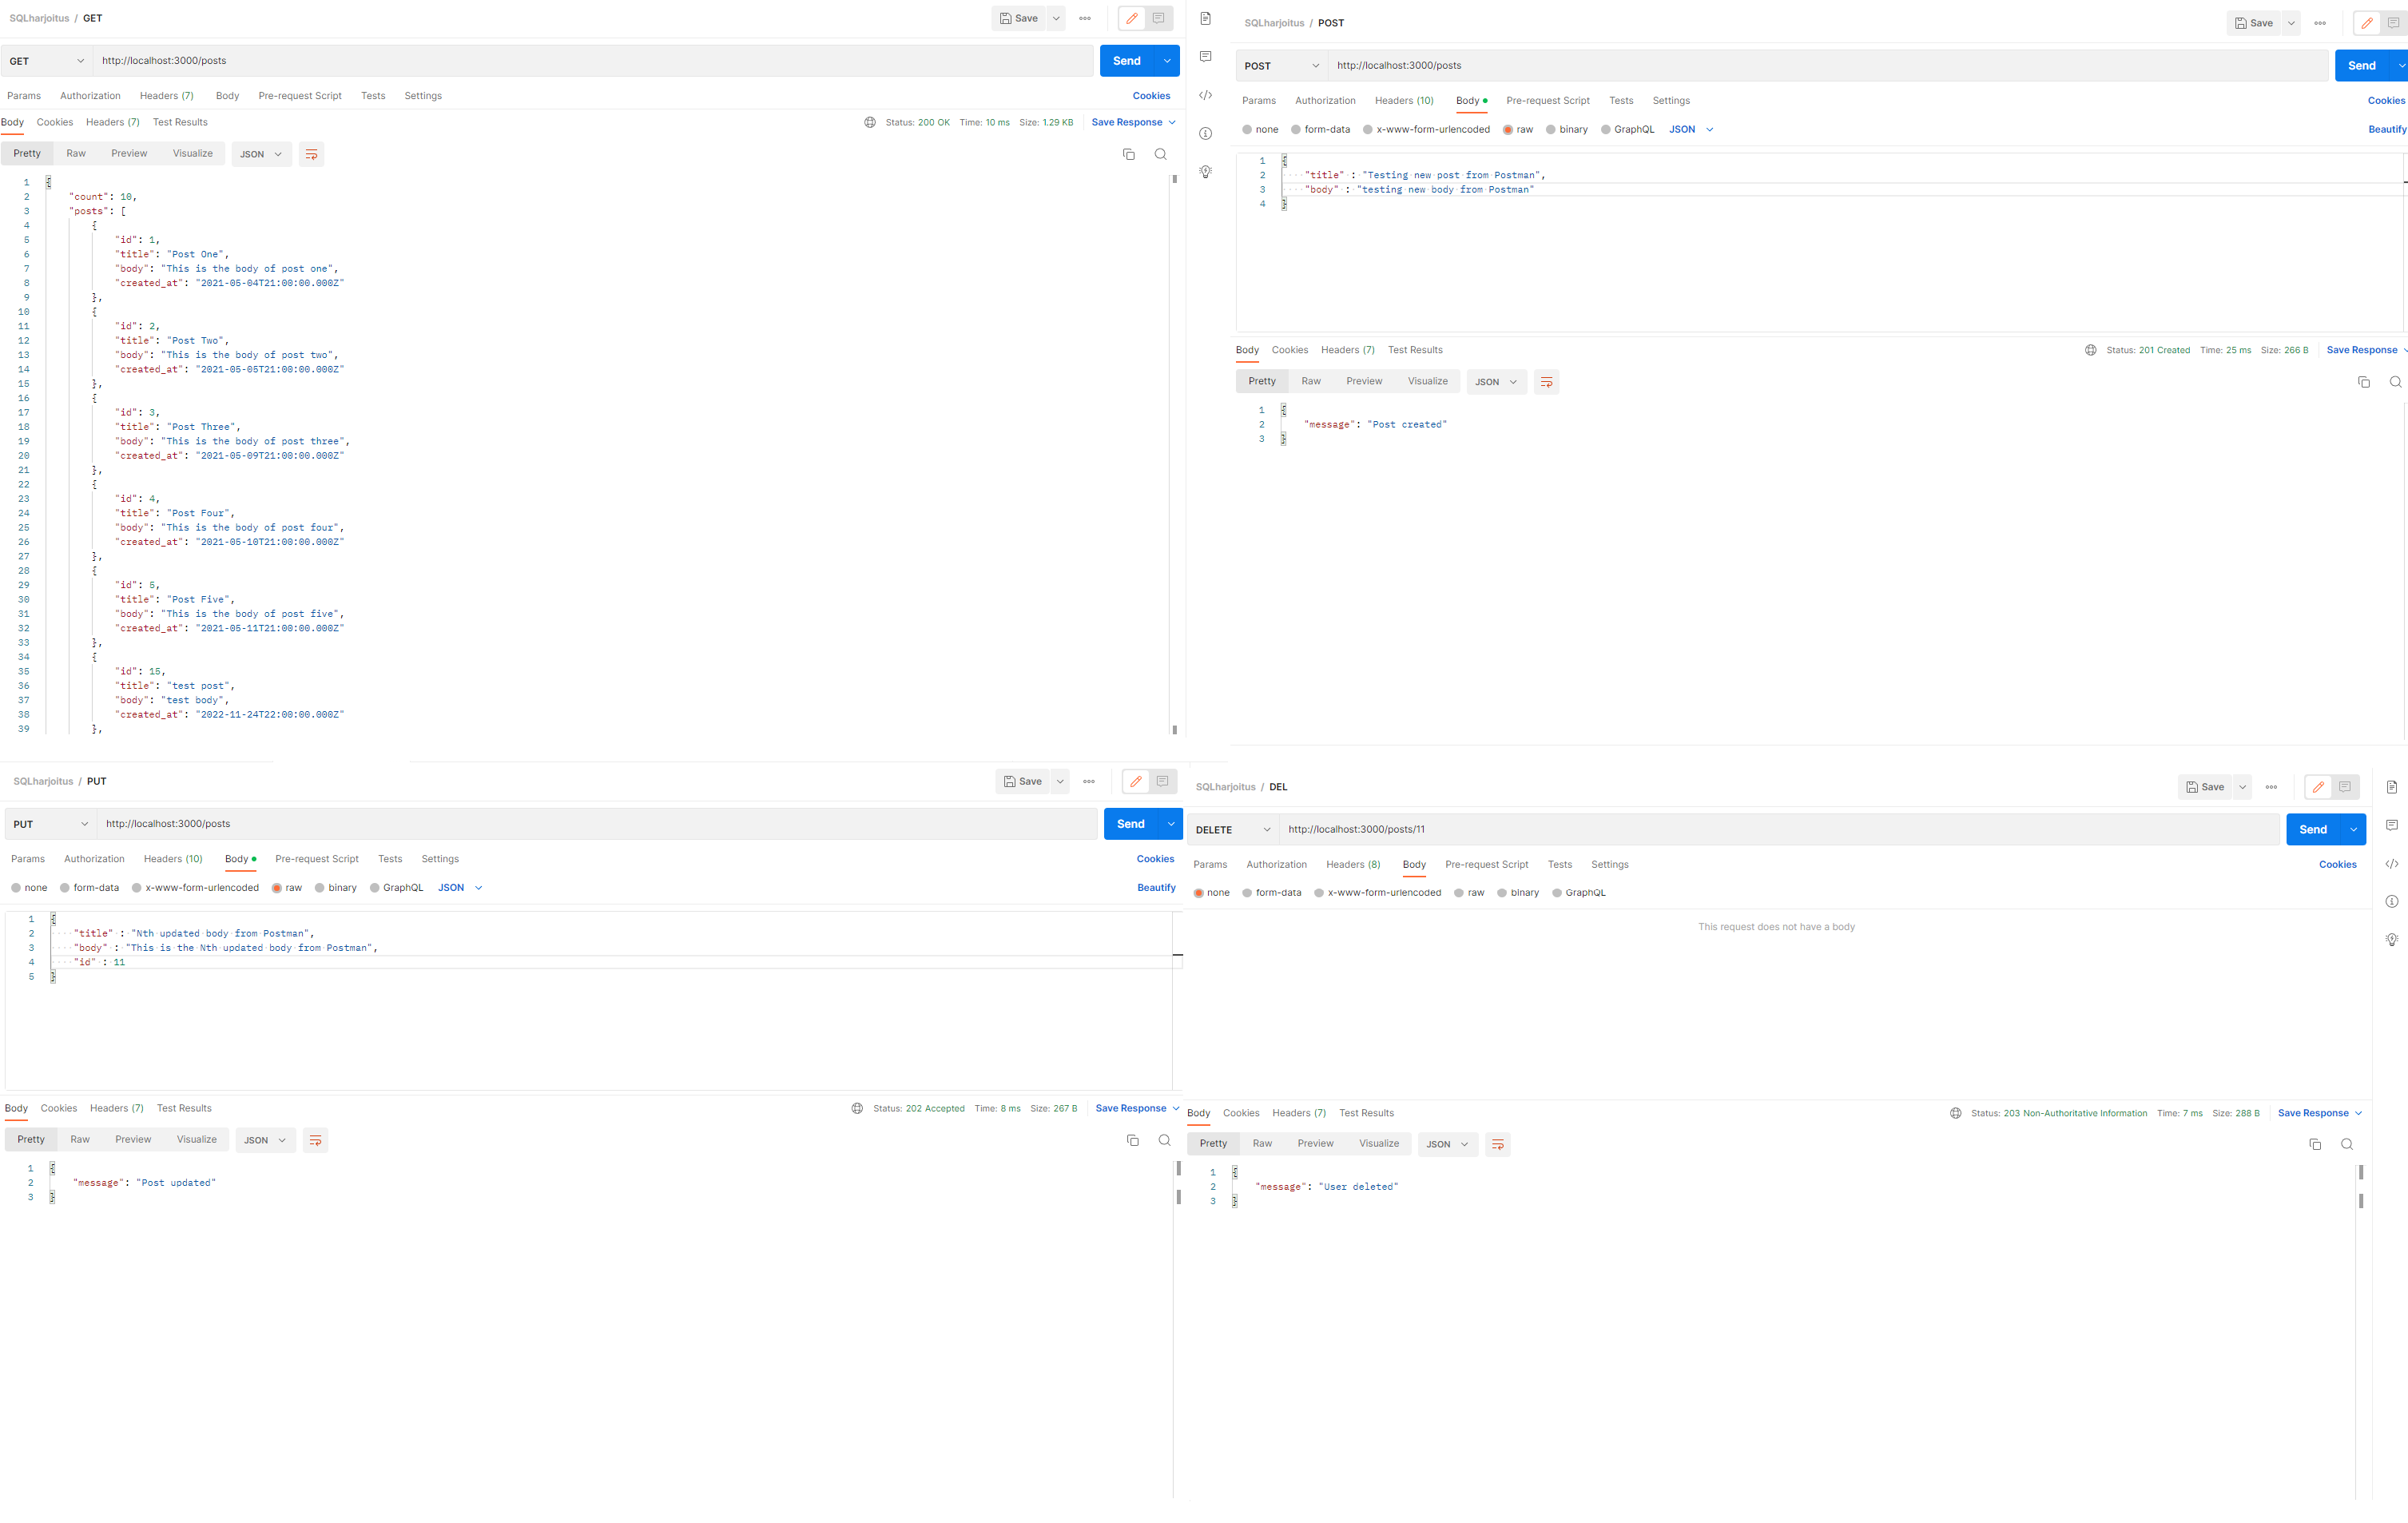 SQLharjoitus / GET
Save
GET
http://localhost:3000/posts
Send
Params Authorization Headers (7) Body Pre-request Script Tests Settings Cookies
Body Cookies Headers (7) Test Results Status: 200 OK Time: 10 ms Size: 1.29 KB Save Response
Pretty Raw Preview Visualize JSON
1 {
2 "count": 10,
3 "posts": [
4 {
5 "id": 1,
6 "title": "Post One",
7 "body": "This is the body of post one",
8 "created_at": "2021-05-04T21:00:00.000Z"
9 },
10 {
11 "id": 2,
12 "title": "Post Two",
13 "body": "This is the body of post two",
14 "created_at": "2021-05-05T21:00:00.000Z"
15 },
16 {
17 "id": 3,
18 "title": "Post Three",
19 "body": "This is the body of post three",
20 "created_at": "2021-05-09T21:00:00.000Z"
21 },
22 {
23 "id": 4,
24 "title": "Post Four",
25 "body": "This is the body of post four",
26 "created_at": "2021-05-10T21:00:00.000Z"
27 },
28 {
29 "id": 5,
30 "title": "Post Five",
31 "body": "This is the body of post five",
32 "created_at": "2021-05-11T21:00:00.000Z"
33 },
34 {
35 "id": 15,
36 "title": "test post",
37 "body": "test body",
38 "created_at": "2022-11-24T22:00:00.000Z"
39 },
SQLharjoitus / POST
Save
POST
http://localhost:3000/posts
Send
Params Authorization Headers (10) Body Pre-request Script Tests Settings Cookies
none form-data x-www-form-urlencoded raw binary GraphQL JSON Beautify
1 {
2 "title" : "Testing new post from Postman",
3 "body" : "testing new body from Postman"
4 }
Body Cookies Headers (7) Test Results Status: 201 Created Time: 25 ms Size: 266 B Save Response
Pretty Raw Preview Visualize JSON
1 {
2 "message": "Post created"
3 }
SQLharjoitus / PUT
Save
PUT
http://localhost:3000/posts
Send
Params Authorization Headers (10) Body Pre-request Script Tests Settings Cookies
none form-data x-www-form-urlencoded raw binary GraphQL JSON Beautify
1 {
2 "title" : "Nth updated body from Postman",
3 "body" : "This is the Nth updated body from Postman",
4 "id" : 11
5 }
Body Cookies Headers (7) Test Results Status: 202 Accepted Time: 8 ms Size: 267 B Save Response
Pretty Raw Preview Visualize JSON
1 {
2 "message": "Post updated"
3 }
SQLharjoitus / DEL
Save
DELETE
http://localhost:3000/posts/11
Send
Params Authorization Headers (8) Body Pre-request Script Tests Settings Cookies
none form-data x-www-form-urlencoded raw binary GraphQL
This request does not have a body
Body Cookies Headers (7) Test Results Status: 203 Non-Authoritative Information Time: 7 ms Size: 288 B Save Response
Pretty Raw Preview Visualize JSON
1 {
2 "message": "User deleted"
3 }